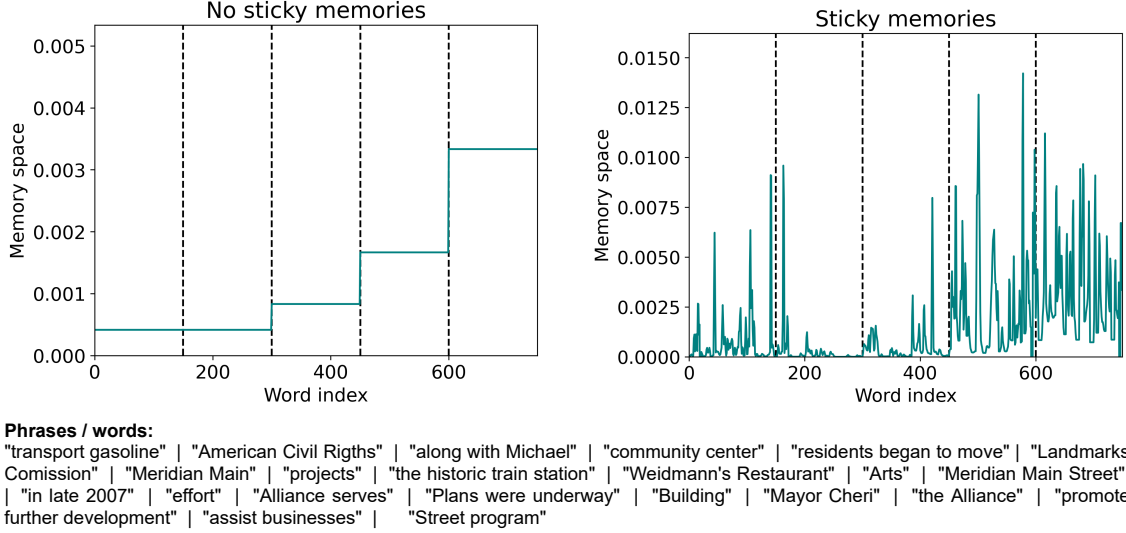 No sticky memories
Sticky memories
0.005
0.004
0.003
0.002
0.001
0.000
Memory space
0
200
400
600
Word index
0.0150
0.0125
0.0100
0.0075
0.0050
0.0025
0.0000
Memory space
0
200
400
600
Word index
Phrases / words:
"transport gasoline" | "American Civil Rigths" | "along with Michael" | "community center" | "residents began to move" | "Landmarks
Comission" | "Meridian Main" | "projects" | "the historic train station" | "Weidmann's Restaurant" | "Arts" | "Meridian Main Street"
| "in late 2007" | "effort" | "Alliance serves" | "Plans were underway" | "Building" | "Mayor Cheri" | "the Alliance" | "promote
further development" | "assist businesses" | "Street program"